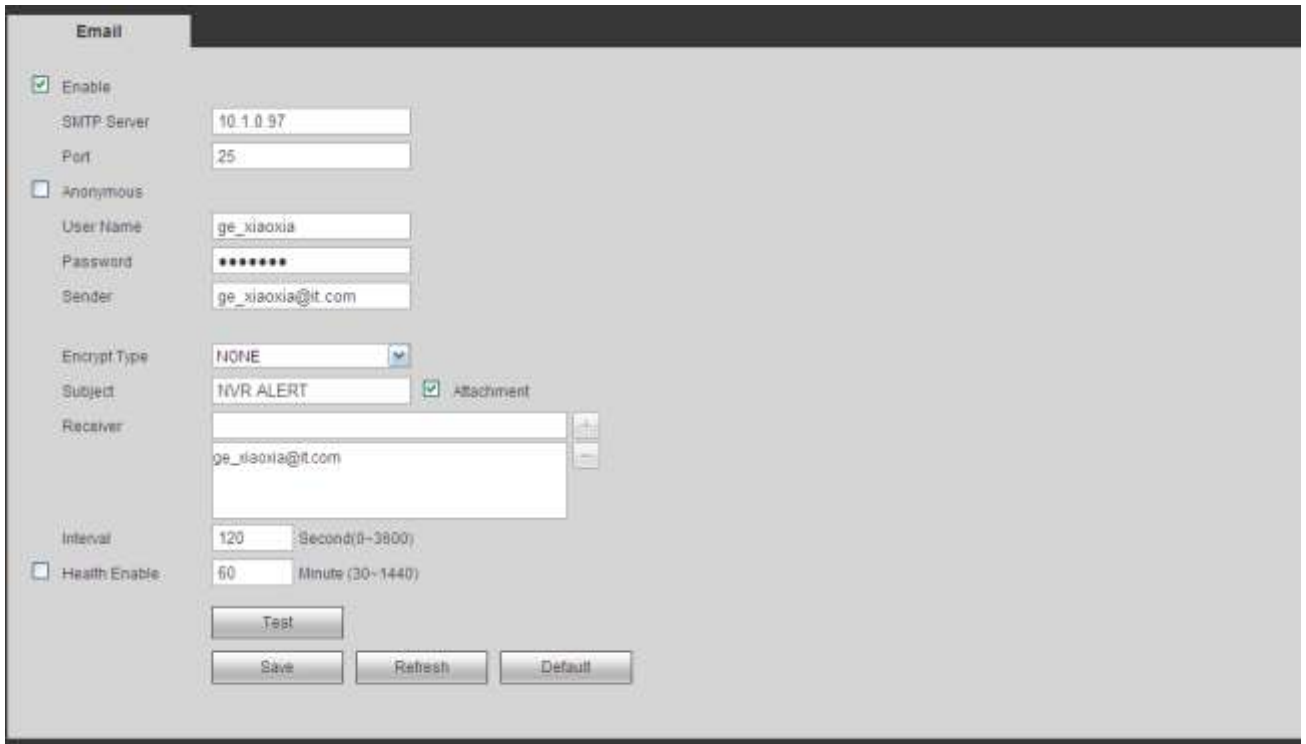 Email
Enable
SMTP Server 10.1.0.97
Port 25
Anonymous
User Name ge_xiaoxia
Password •••••••
Sender ge_xiaoxia@it.com
Encrypt Type NONE
Subject NVR ALERT Attachment
Receiver +
ge_xiaoxia@it.com −
Interval 120 Second(0~3600)
Health Enable 60 Minute (30~1440)
Test
Save Refresh Default